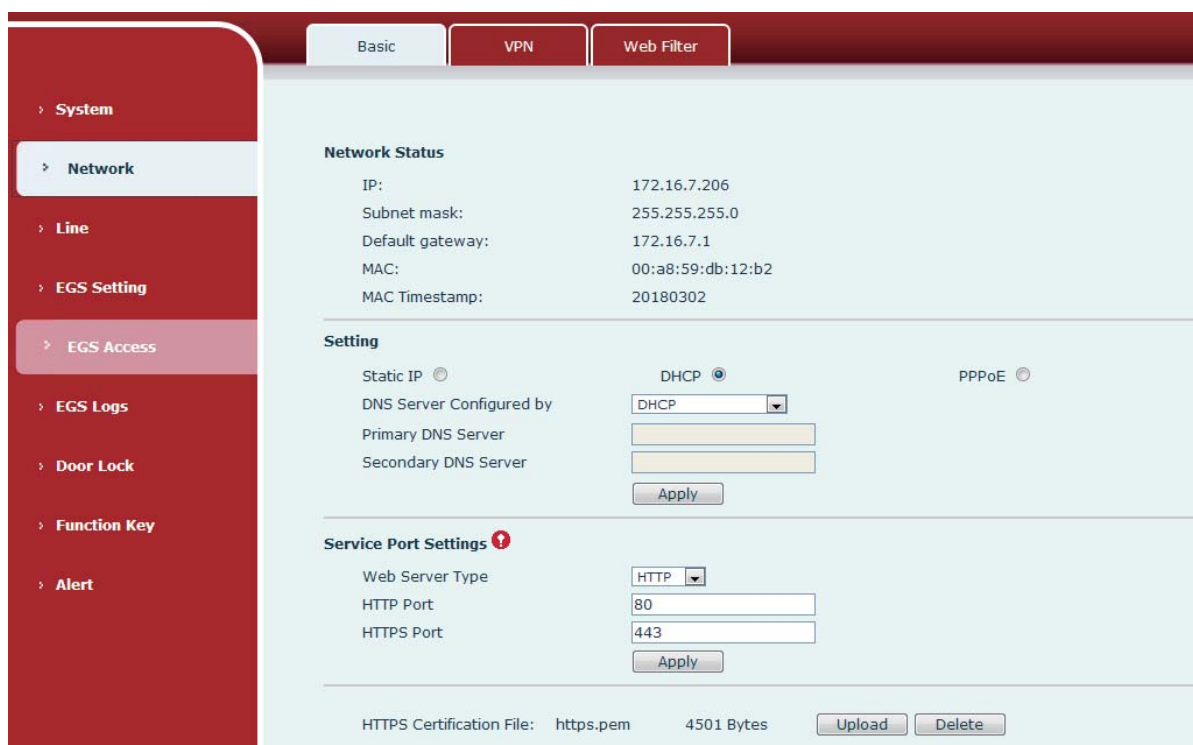 Basic VPN Web Filter
System
Network
Line
EGS Setting
EGS Access
EGS Logs
Door Lock
Function Key
Alert
Network Status
IP: 172.16.7.206
Subnet mask: 255.255.255.0
Default gateway: 172.16.7.1
MAC: 00:a8:59:db:12:b2
MAC Timestamp: 20180302
Setting
Static IP DHCP PPPoE
DNS Server Configured by DHCP
Primary DNS Server
Secondary DNS Server
Apply
Service Port Settings
Web Server Type HTTP
HTTP Port 80
HTTPS Port 443
Apply
HTTPS Certification File: https.pem 4501 Bytes Upload Delete